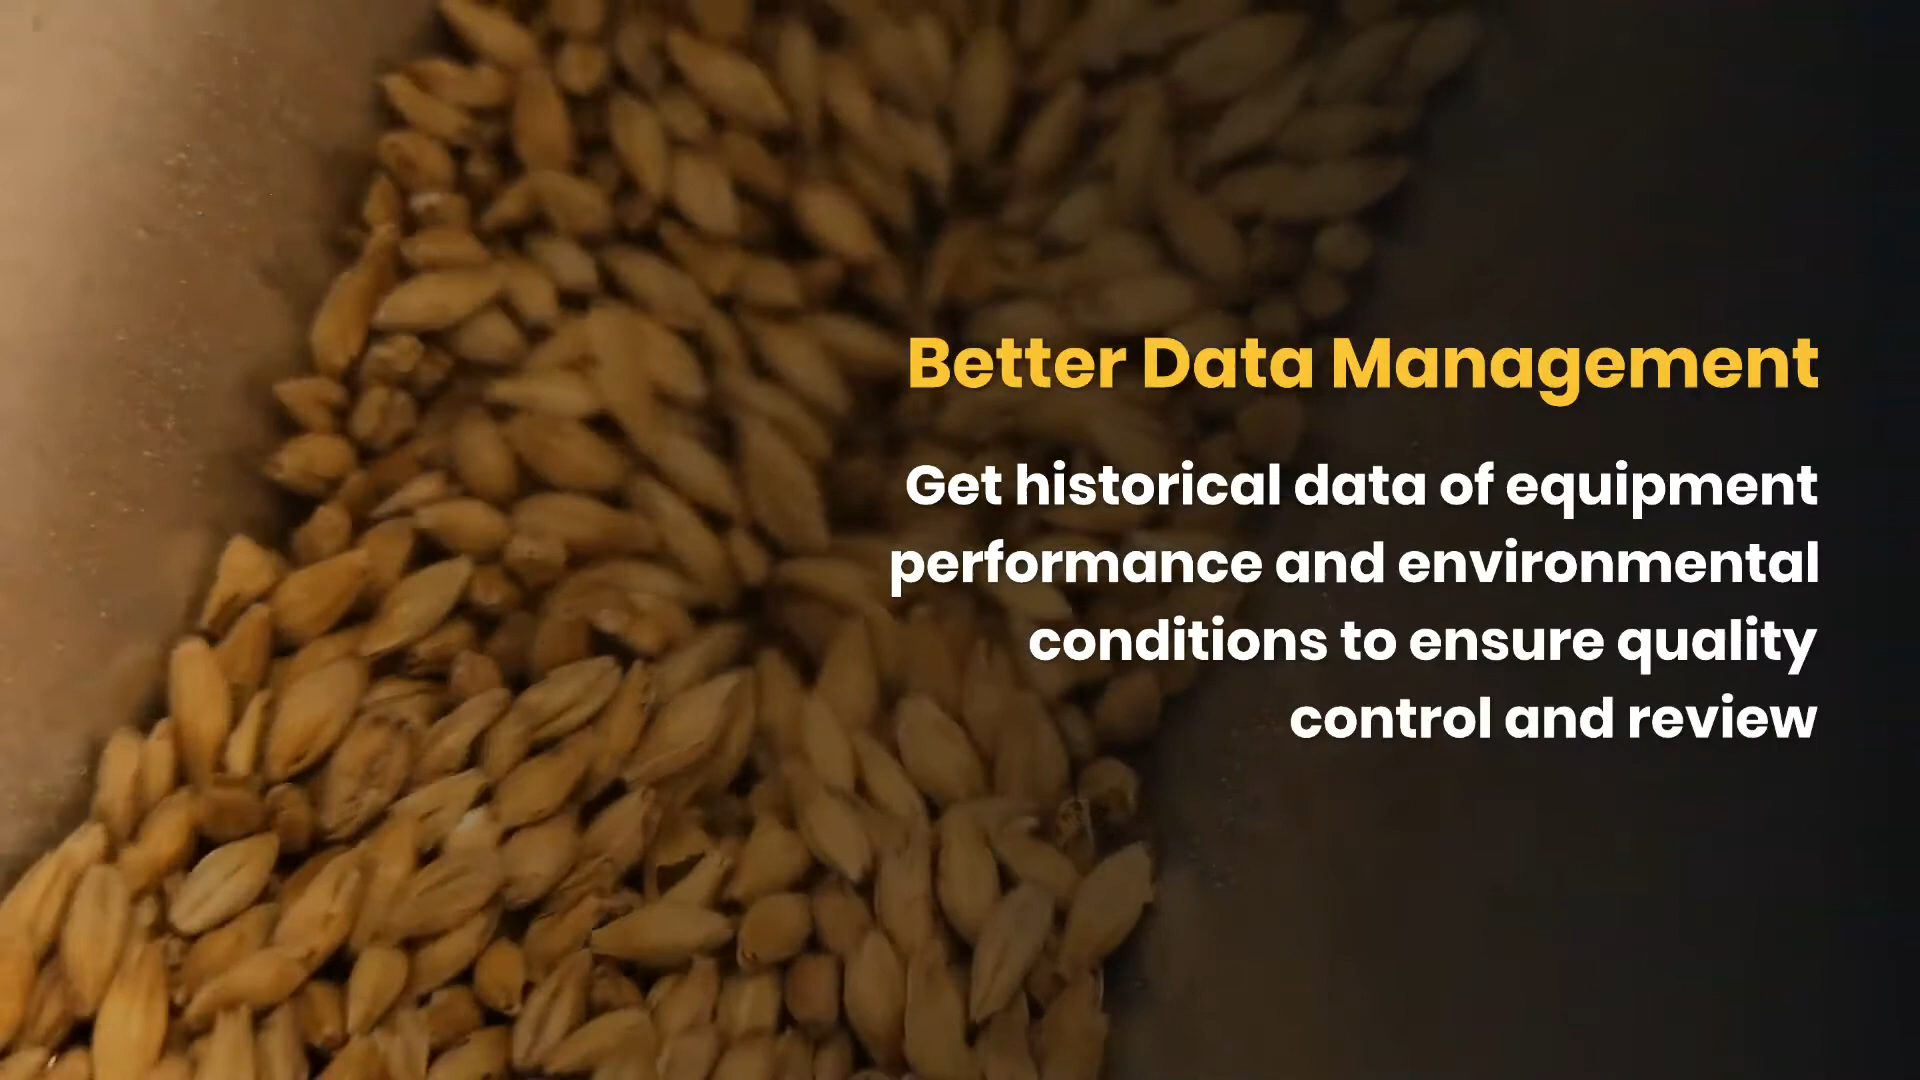 Better Data Management
Get historical data of equipment
performance and environmental
conditions to ensure quality
control and review